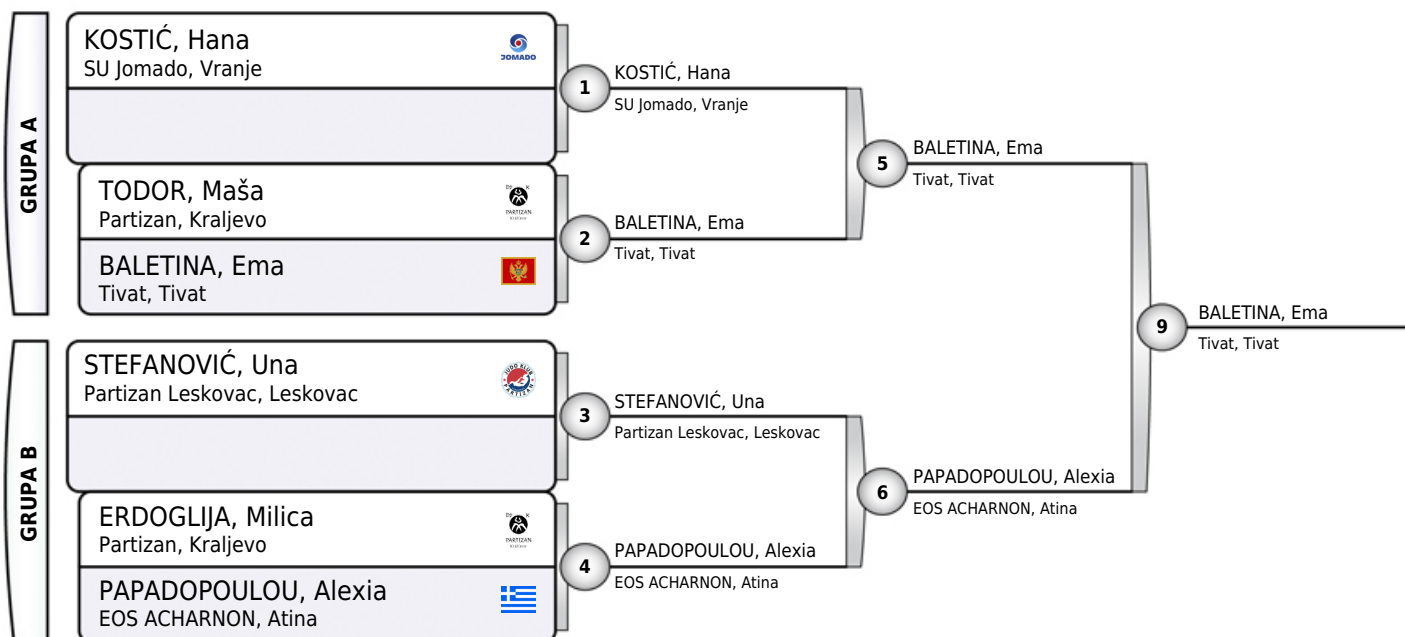 GRUPA A
KOSTIĆ, Hana
SU Jomado, Vranje
JOMADO
TODOR, Maša
Partizan, Kraljevo
PARTIZAN
BALETINA, Ema
Tivat, Tivat
1
KOSTIĆ, Hana
SU Jomado, Vranje
2
BALETINA, Ema
Tivat, Tivat
5
BALETINA, Ema
Tivat, Tivat
GRUPA B
STEFANOVIĆ, Una
Partizan Leskovac, Leskovac
JUDO KLUB
PARTIZAN
ERDOGLIJA, Milica
Partizan, Kraljevo
PARTIZAN
PAPADOPOULOU, Alexia
EOS ACHARNON, Atina
3
STEFANOVIĆ, Una
Partizan Leskovac, Leskovac
4
PAPADOPOULOU, Alexia
EOS ACHARNON, Atina
6
PAPADOPOULOU, Alexia
EOS ACHARNON, Atina
9
BALETINA, Ema
Tivat, Tivat